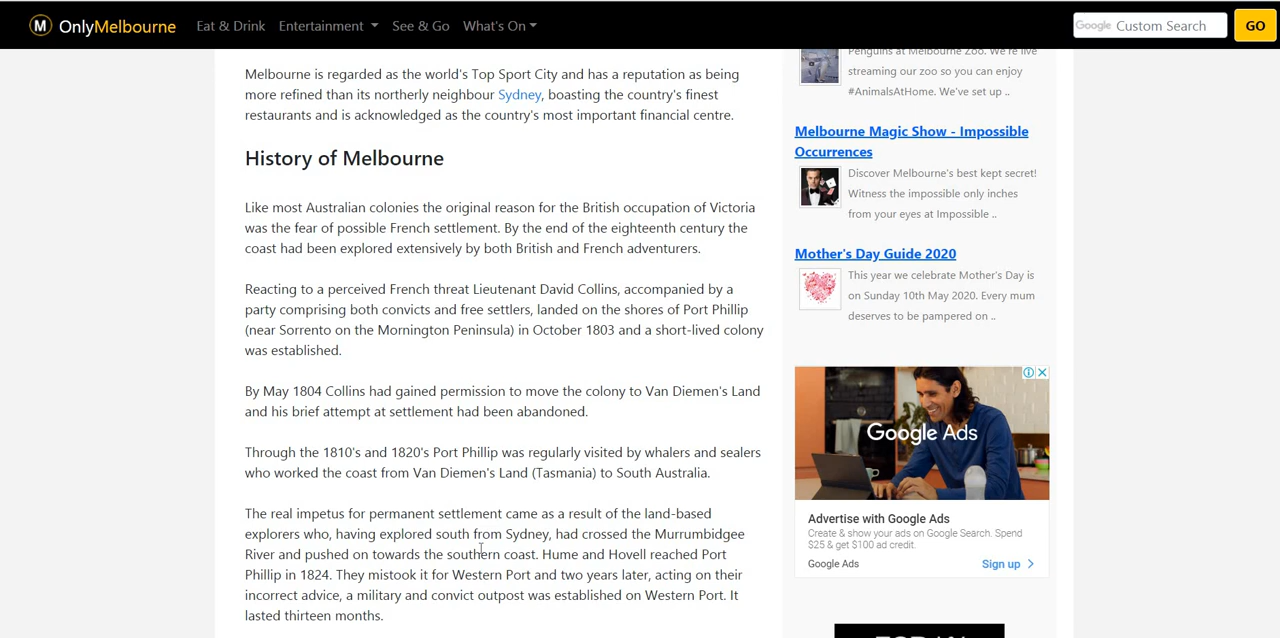 M OnlyMelbourne Eat & Drink Entertainment See & Go What's On Google Custom Search GO
Melbourne is regarded as the world's Top Sport City and has a reputation as being
more refined than its northerly neighbour Sydney, boasting the country's finest
restaurants and is acknowledged as the country's most important financial centre.
History of Melbourne
Like most Australian colonies the original reason for the British occupation of Victoria
was the fear of possible French settlement. By the end of the eighteenth century the
coast had been explored extensively by both British and French adventurers.
Reacting to a perceived French threat Lieutenant David Collins, accompanied by a
party comprising both convicts and free settlers, landed on the shores of Port Phillip
(near Sorrento on the Mornington Peninsula) in October 1803 and a short-lived colony
was established.
By May 1804 Collins had gained permission to move the colony to Van Diemen's Land
and his brief attempt at settlement had been abandoned.
Through the 1810's and 1820's Port Phillip was regularly visited by whalers and sealers
who worked the coast from Van Diemen's Land (Tasmania) to South Australia.
The real impetus for permanent settlement came as a result of the land-based
explorers who, having explored south from Sydney, had crossed the Murrumbidgee
River and pushed on towards the southern coast. Hume and Hovell reached Port
Phillip in 1824. They mistook it for Western Port and two years later, acting on their
incorrect advice, a military and convict outpost was established on Western Port. It
lasted thirteen months.
Penguins at Melbourne Zoo. We're live
streaming our zoo so you can enjoy
#AnimalsAtHome. We've set up ..
Melbourne Magic Show - Impossible
Occurrences
Discover Melbourne's best kept secret!
Witness the impossible only inches
from your eyes at Impossible ..
Mother's Day Guide 2020
This year we celebrate Mother's Day is
on Sunday 10th May 2020. Every mum
deserves to be pampered on ..
Google Ads
Advertise with Google Ads
Create & show your ads on Google Search. Spend
$25 & get $100 ad credit.
Google Ads Sign up